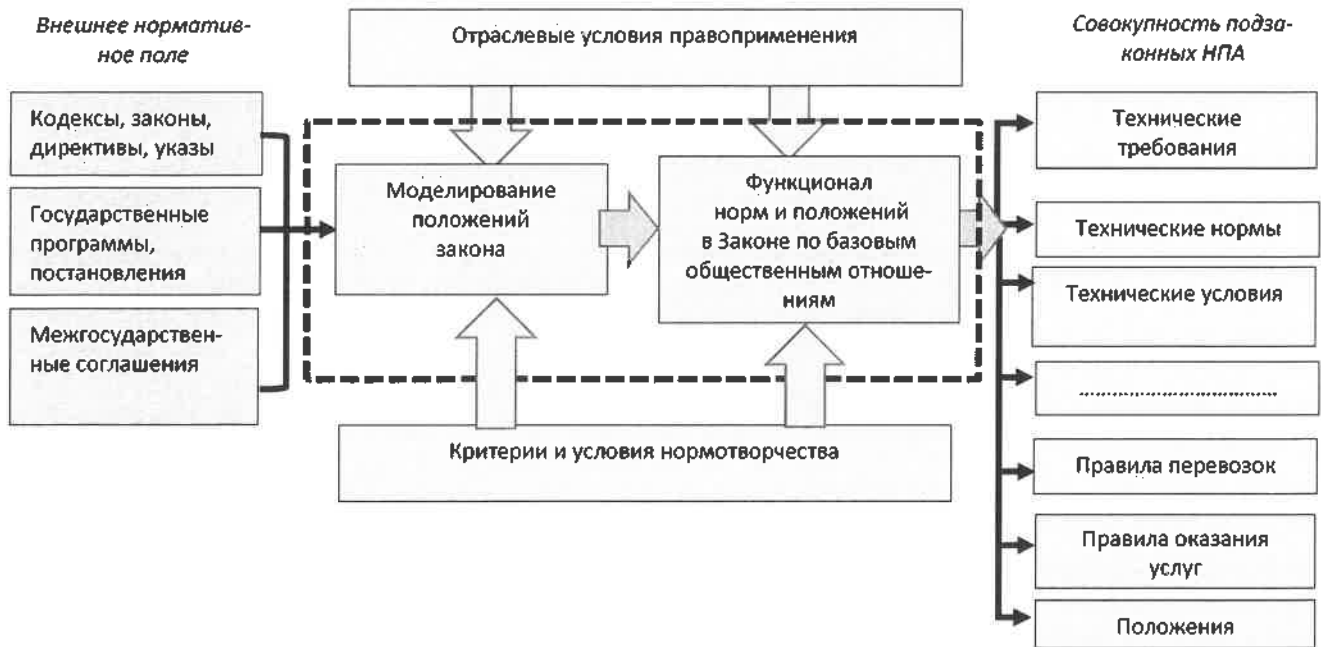 Внешнее норматив-
ное поле
Кодексы, законы,
директивы, указы
Государственные
программы,
постановления
Межгосударствен-
ные соглашения
Отраслевые условия правоприменения
Моделирование
положений
закона
Функционал
норм и положений
в Законе по базовым
общественным отноше-
ниям
Критерии и условия нормотворчества
Совокупность подза-
конных НПА
Технические
требования
Технические нормы
Технические условия
....................................
Правила перевозок
Правила оказания
услуг
Положения